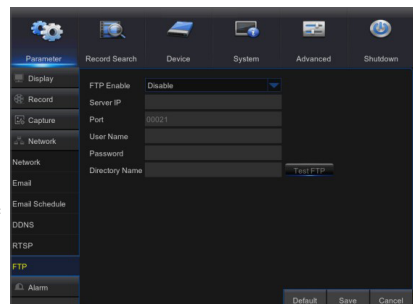 Parameter Record Search Device System Advanced Shutdown
Display
Record
Capture
Network
Network
Email
Email Schedule
DDNS
RTSP
FTP
Alarm
FTP Enable Disable
Server IP
Port 00021
User Name
Password
Directory Name Test FTP
Default Save Cancel